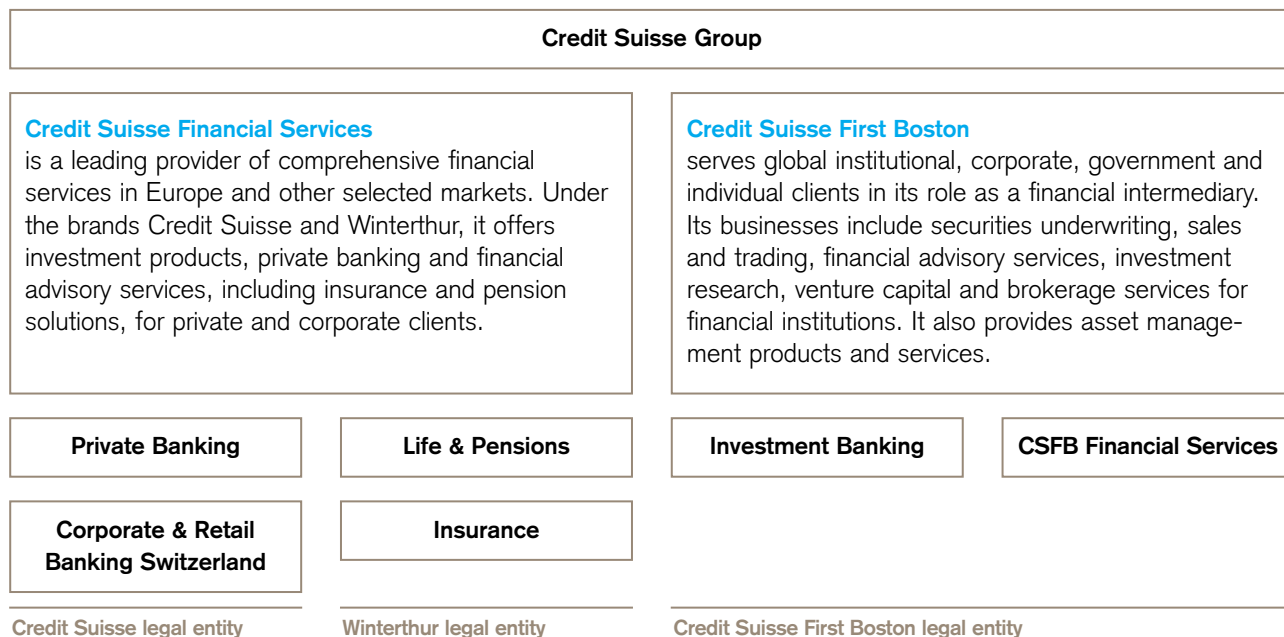 Credit Suisse Group
Credit Suisse Financial Services
is a leading provider of comprehensive financial
services in Europe and other selected markets. Under
the brands Credit Suisse and Winterthur, it offers
investment products, private banking and financial
advisory services, including insurance and pension
solutions, for private and corporate clients.
Credit Suisse First Boston
serves global institutional, corporate, government and
individual clients in its role as a financial intermediary.
Its businesses include securities underwriting, sales
and trading, financial advisory services, investment
research, venture capital and brokerage services for
financial institutions. It also provides asset manage-
ment products and services.
Private Banking
Life & Pensions
Investment Banking
CSFB Financial Services
Corporate & Retail
Banking Switzerland
Insurance
Credit Suisse legal entity
Winterthur legal entity
Credit Suisse First Boston legal entity